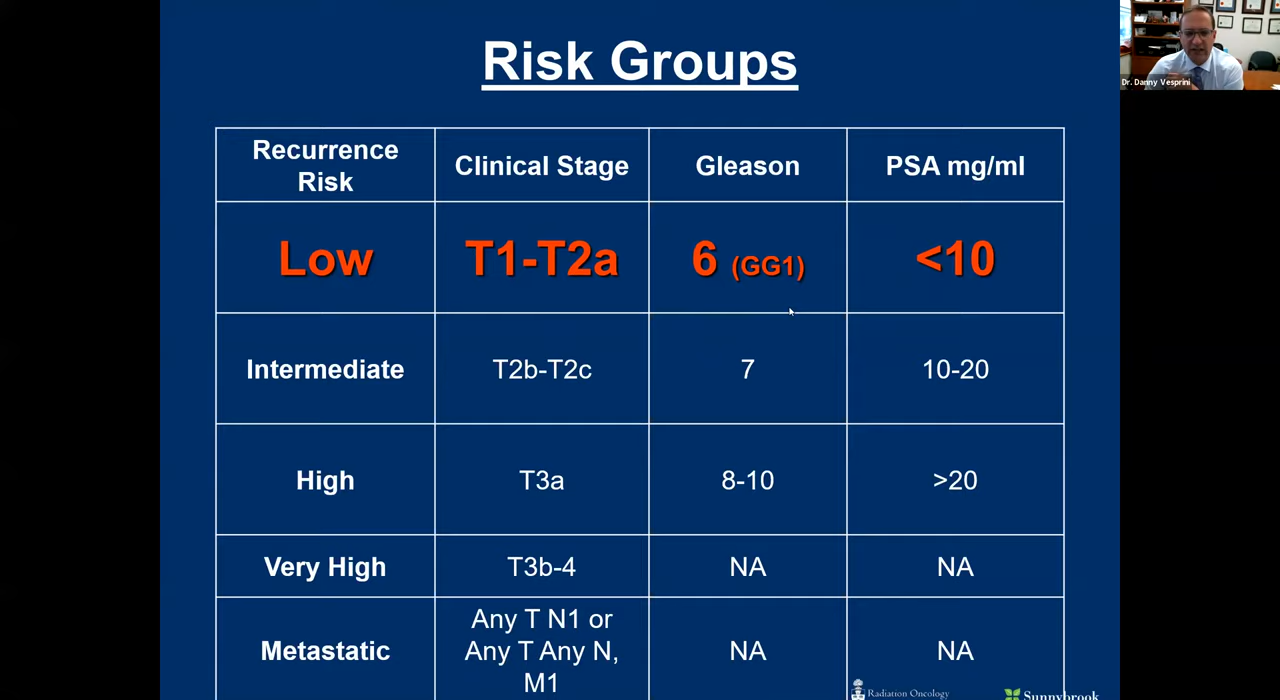 Risk Groups
Dr. Danny Vesprini
Recurrence
Risk
Clinical Stage
Gleason
PSA mg/ml
Low
T1-T2a
6 (GG1)
<10
Intermediate
T2b-T2c
7
10-20
High
T3a
8-10
>20
Very High
T3b-4
NA
NA
Metastatic
Any T N1 or
Any T Any N,
M1
NA
NA
Radiation Oncology
Sunnybrook